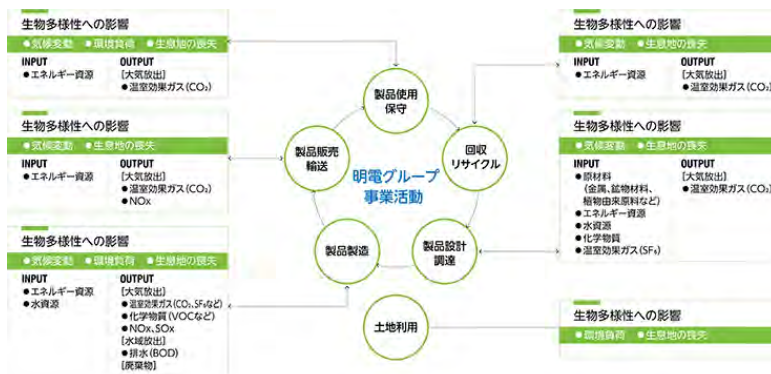 生物多様性への影響
●気候変動 ●環境負荷 ●生息地の喪失
INPUT
●エネルギー資源
OUTPUT
[大気放出]
●温室効果ガス(CO₂)
生物多様性への影響
●気候変動 ●生息地の喪失
INPUT
●エネルギー資源
OUTPUT
[大気放出]
●温室効果ガス(CO₂)
●NOx
生物多様性への影響
●気候変動 ●環境負荷 ●生息地の喪失
INPUT
●エネルギー資源
●水資源
OUTPUT
[大気放出]
●温室効果ガス(CO₂、SF₆など)
●化学物質(VOCなど)
●NOx、SOx
[水域放出]
●排水(BOD)
[廃棄物]
製品使用
保守
製品販売
輸送
回収
リサイクル
明電グループ
事業活動
製品製造
製品設計
調達
土地利用
生物多様性への影響
●気候変動 ●生息地の喪失
INPUT
●エネルギー資源
OUTPUT
[大気放出]
●温室効果ガス(CO₂)
生物多様性への影響
●気候変動 ●生息地の喪失
INPUT
●原材料
(金属、鉱物材料、
植物由来原料など)
●エネルギー資源
●水資源
●化学物質
●温室効果ガス(SF₆)
OUTPUT
[大気放出]
●温室効果ガス(CO₂)
生物多様性への影響
●環境負荷 ●生息地の喪失